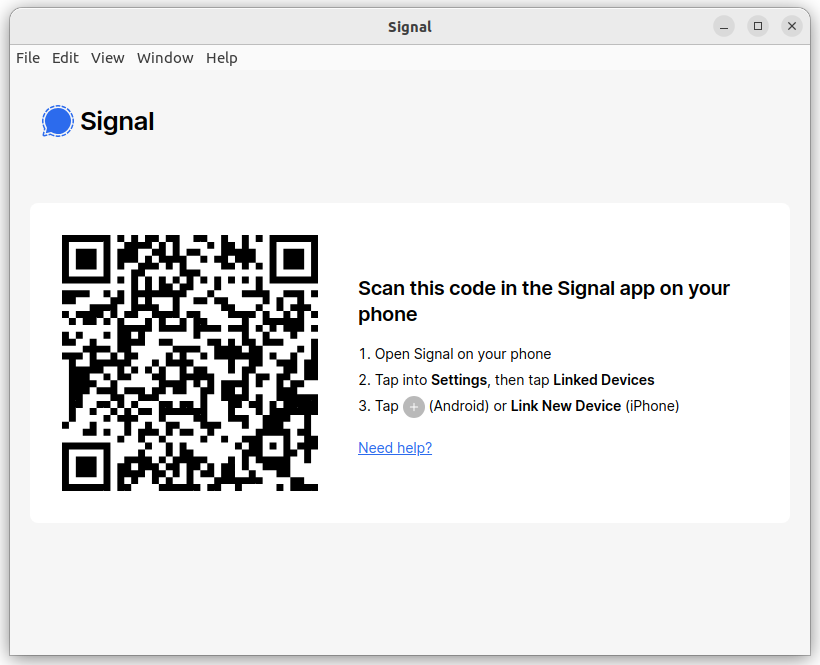 Signal
File Edit View Window Help
Signal
Scan this code in the Signal app on your
phone
1. Open Signal on your phone
2. Tap into Settings, then tap Linked Devices
3. Tap + (Android) or Link New Device (iPhone)
Need help?